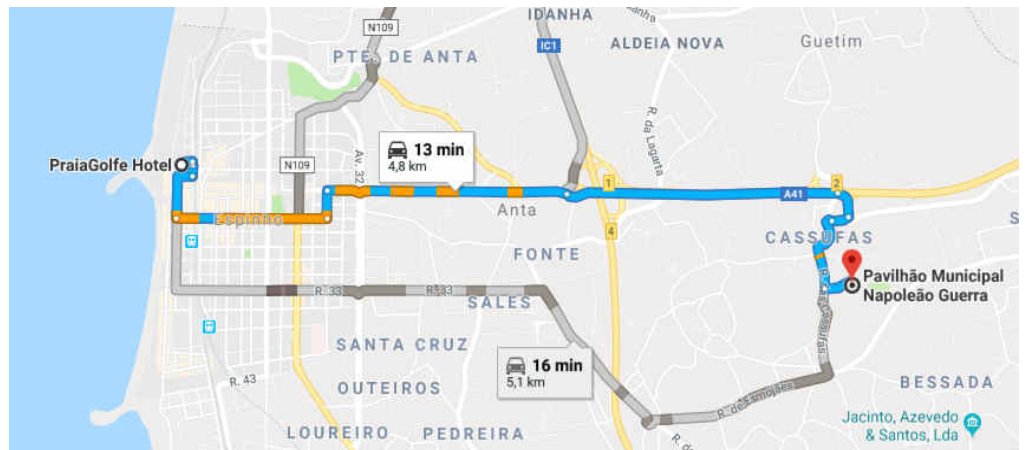 IDANHA
N109
IC1
ALDEIA NOVA
Guetim
PTE. DE ANTA
R. da Lagarta
13 min
4,8 km
PraiaGolfe Hotel
N109
Av. 32
1
A41
2
Espinho
Anta
4
CASSUFAS
FONTE
Pavilhão Municipal
Napoleão Guerra
R. 33
R. 33
SALES
SANTA CRUZ
16 min
5,1 km
R. 43
OUTEIROS
R. de Esmojães
BESSADA
LOUREIRO
PEDREIRA
Jacinto, Azevedo
& Santos, Lda